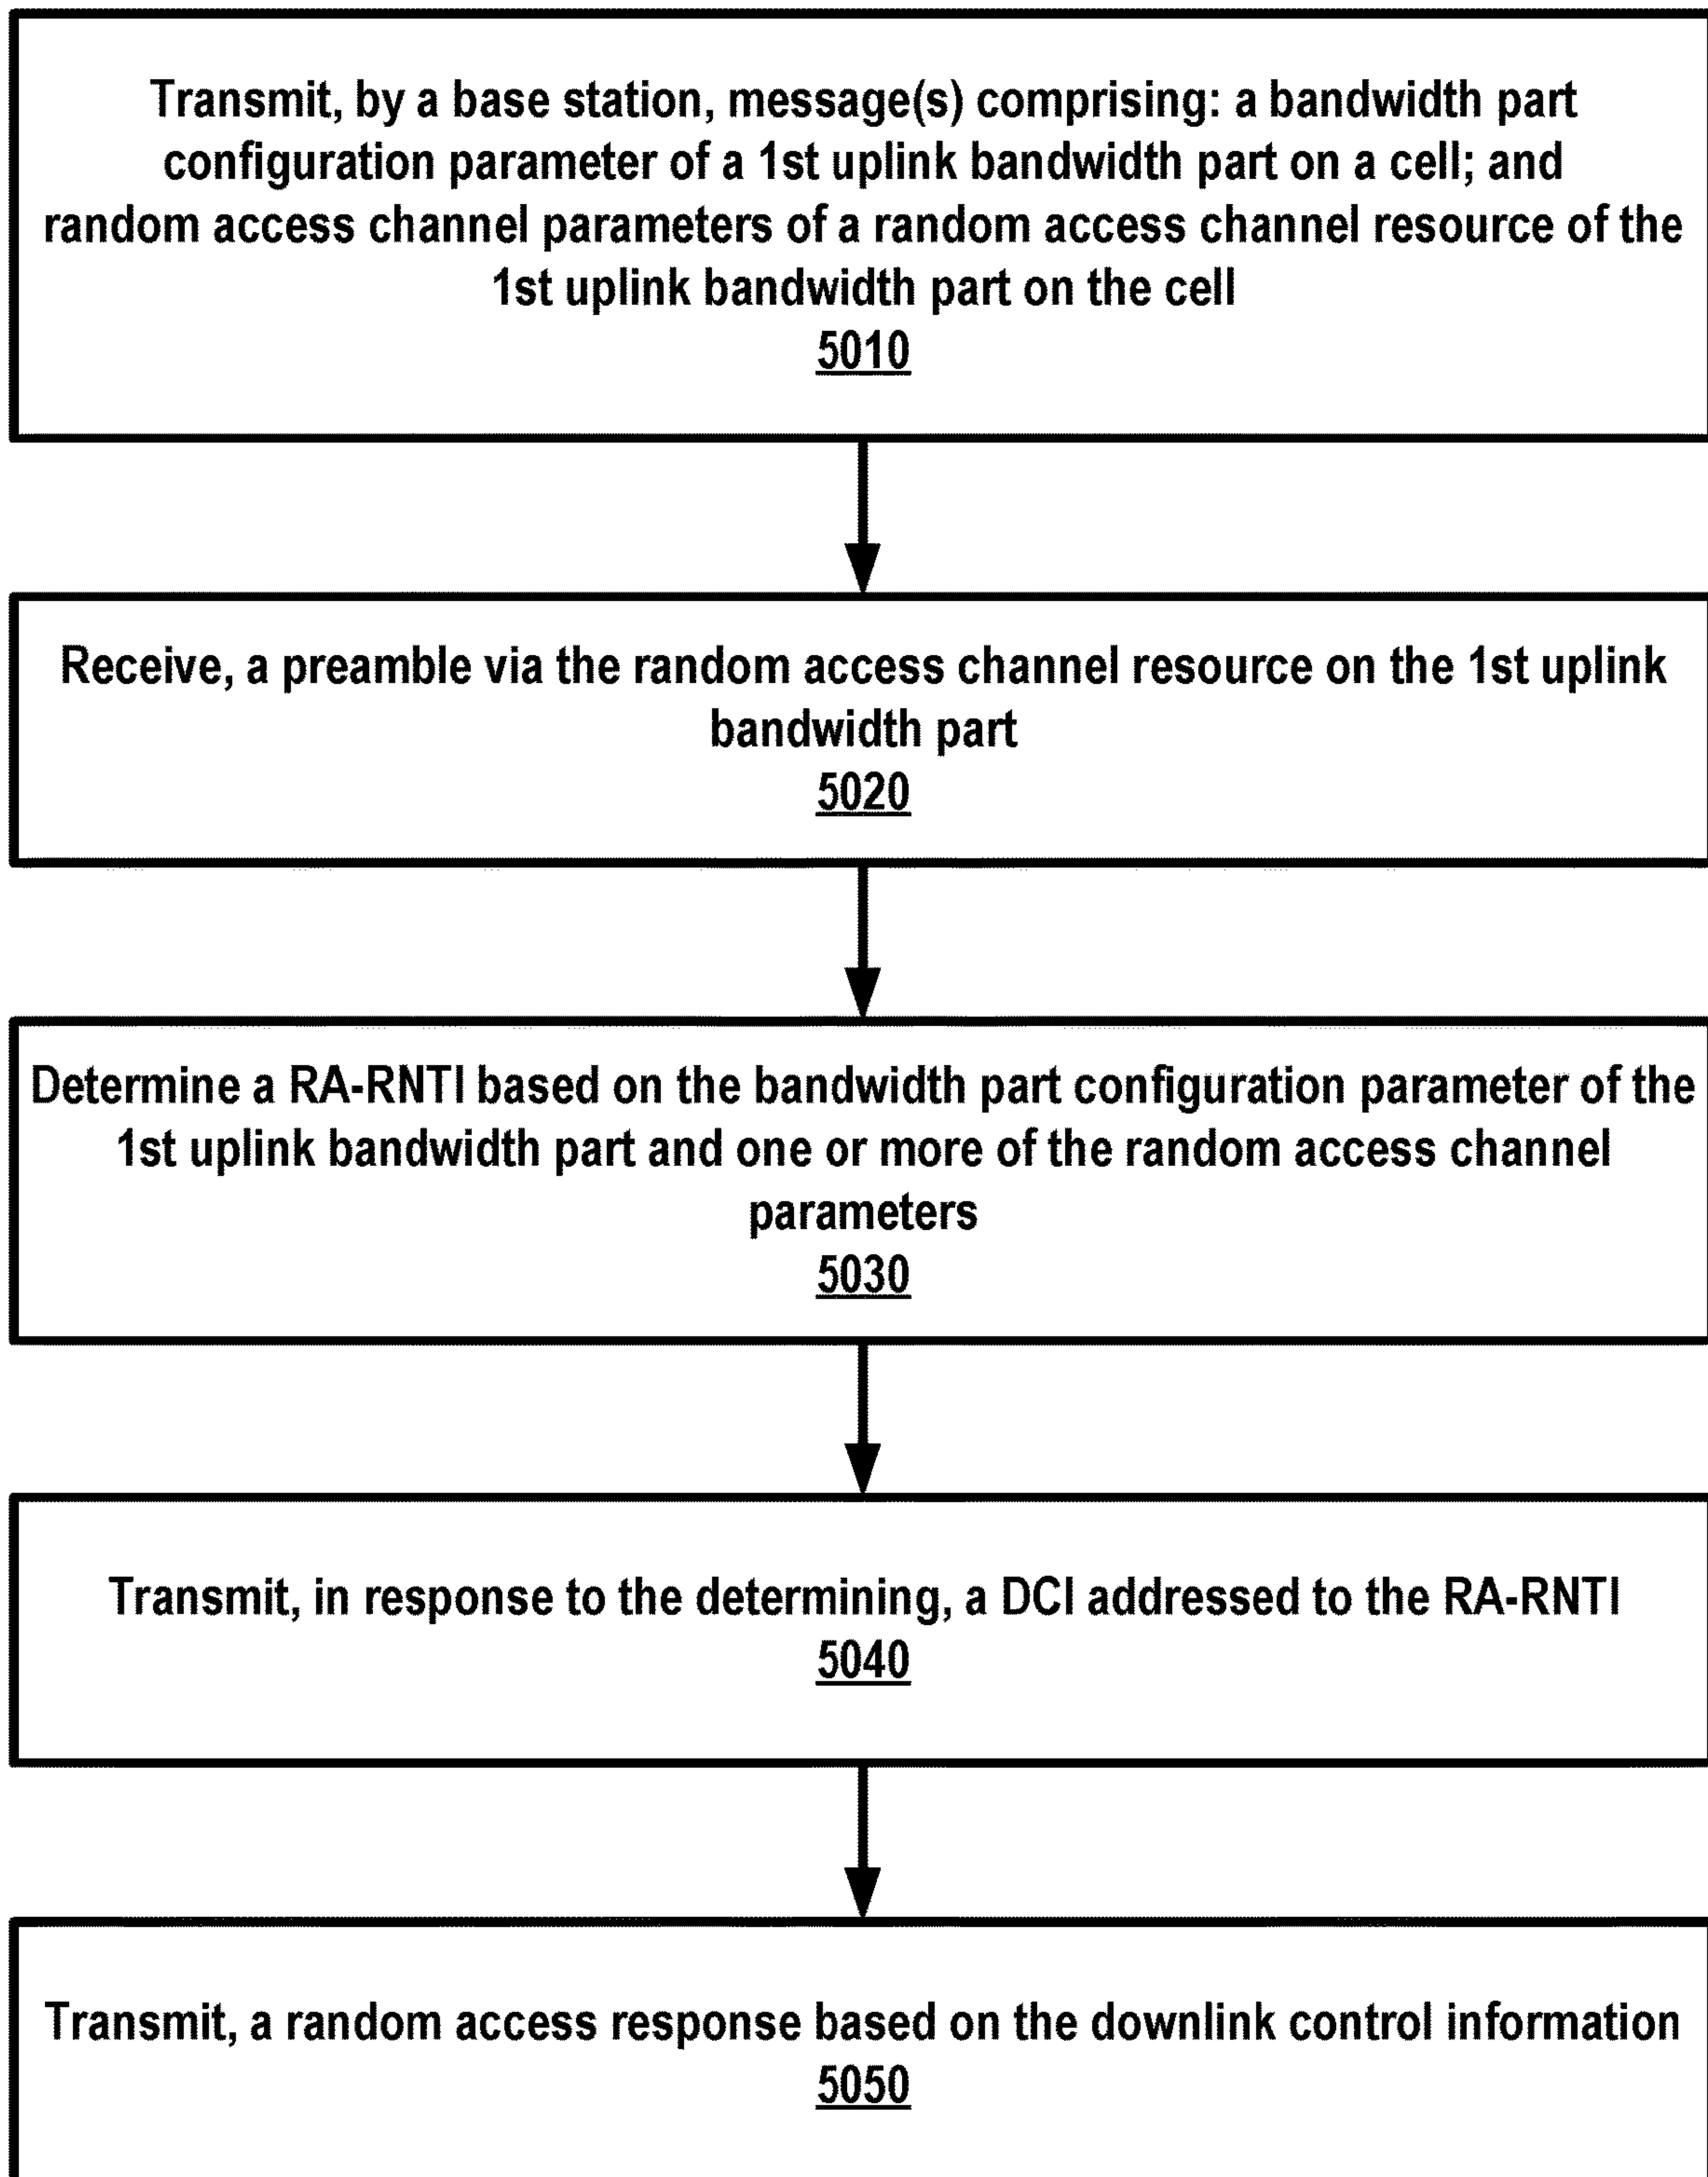 Transmit, by a base station, message(s) comprising: a bandwidth part
configuration parameter of a 1st uplink bandwidth part on a cell; and
random access channel parameters of a random access channel resource of the
1st uplink bandwidth part on the cell
5010
Receive, a preamble via the random access channel resource on the 1st uplink
bandwidth part
5020
Determine a RA-RNTI based on the bandwidth part configuration parameter of the
1st uplink bandwidth part and one or more of the random access channel
parameters
5030
Transmit, in response to the determining, a DCI addressed to the RA-RNTI
5040
Transmit, a random access response based on the downlink control information
5050